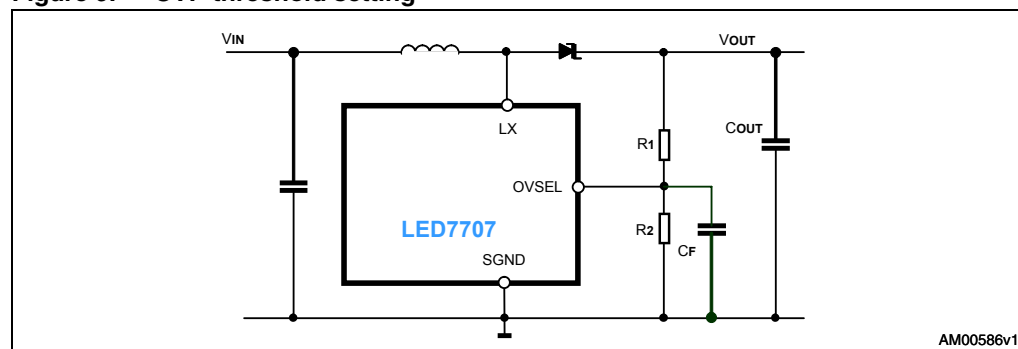 VIN
VOUT
LX
R1
COUT
OVSEL
LED7707
R2
CF
SGND
AM00586v1